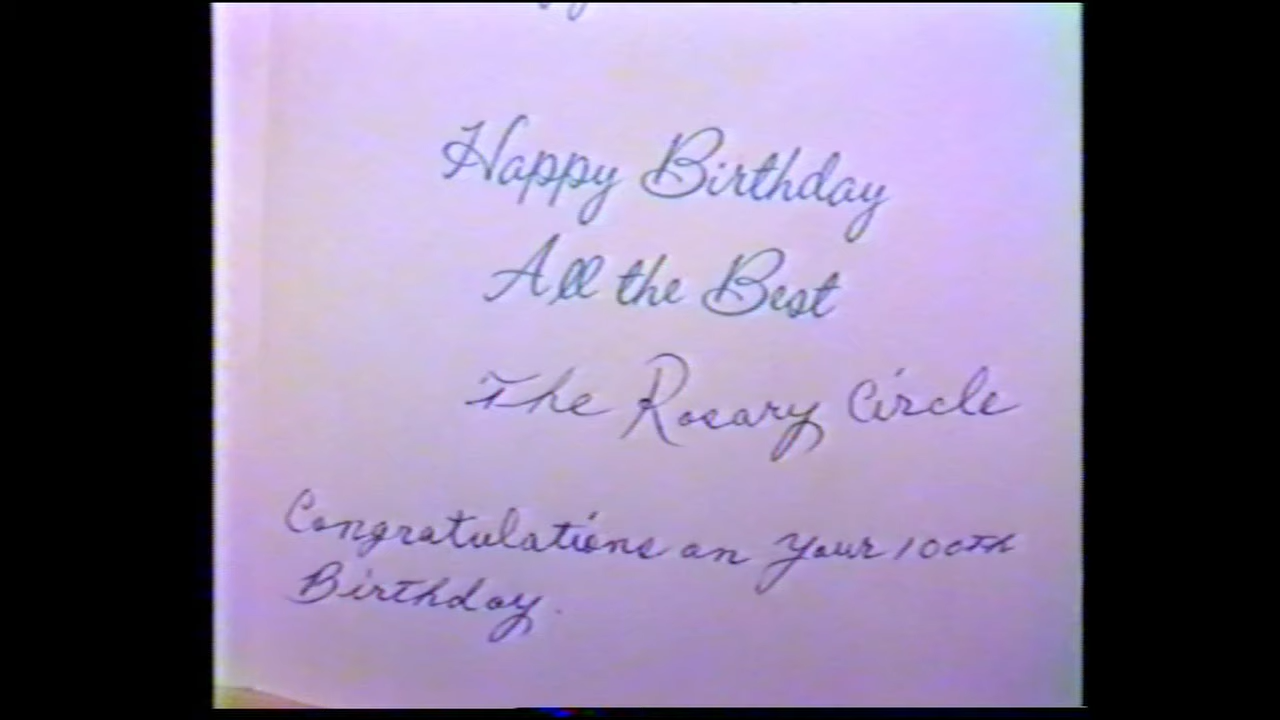 Happy Birthday
All the Best
The Rosary Circle
Congratulations on Your 100TH
Birthday.